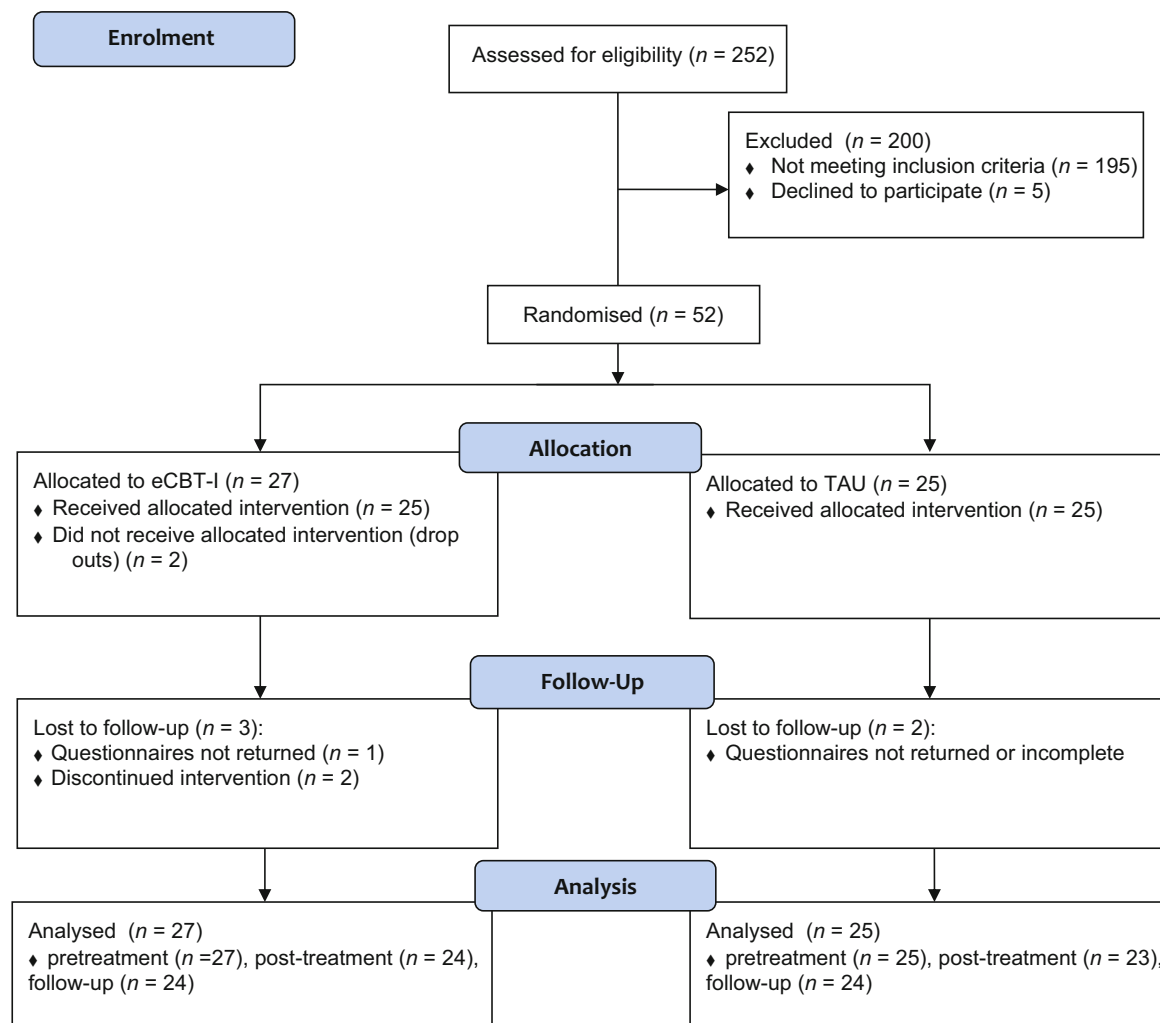 Enrolment
Assessed for eligibility (n = 252)
Excluded (n = 200)
♦ Not meeting inclusion criteria (n = 195)
♦ Declined to participate (n = 5)
Randomised (n = 52)
Allocation
Allocated to eCBT-I (n = 27)
♦ Received allocated intervention (n = 25)
♦ Did not receive allocated intervention (drop
outs) (n = 2)
Allocated to TAU (n = 25)
♦ Received allocated intervention (n = 25)
Follow-Up
Lost to follow-up (n = 3):
♦ Questionnaires not returned (n = 1)
♦ Discontinued intervention (n = 2)
Lost to follow-up (n = 2):
♦ Questionnaires not returned or incomplete
Analysis
Analysed (n = 27)
♦ pretreatment (n =27), post-treatment (n = 24),
follow-up (n = 24)
Analysed (n = 25)
♦ pretreatment (n = 25), post-treatment (n = 23),
follow-up (n = 24)